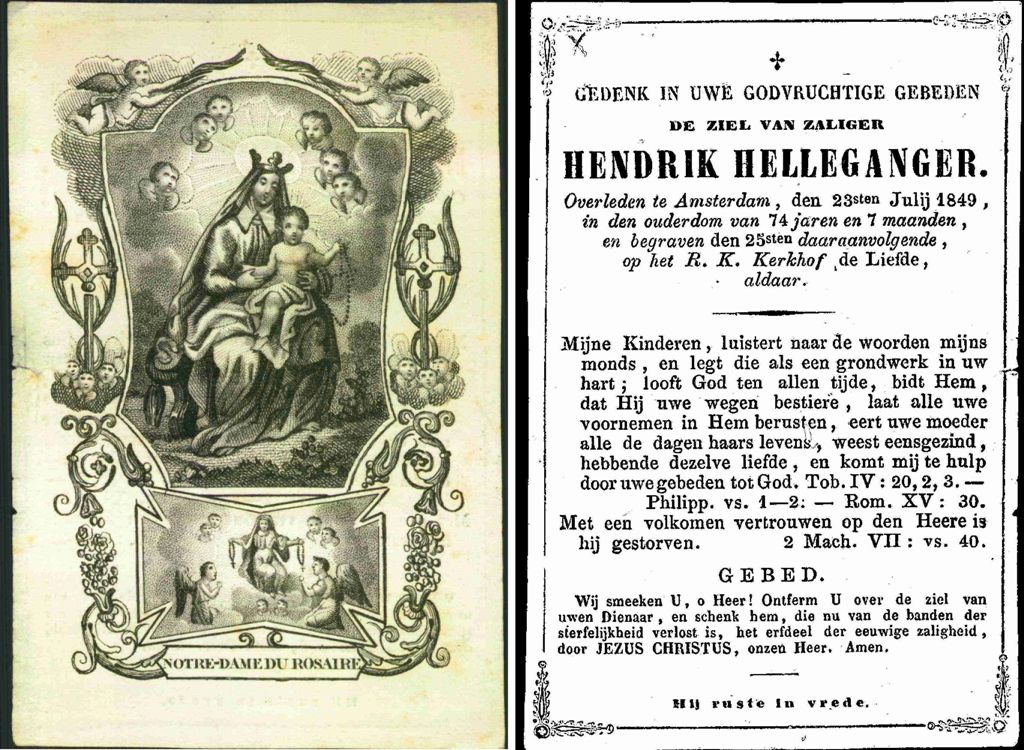 NOTRE-DAME DU ROSAIRE
GEDENK IN UWE GODVRUCHTIGE GEBEDEN
DE ZIEL VAN ZALIGER
HENDRIK HELLEGANGER.
Overleden te Amsterdam, den 23sten Julij 1849,
in den ouderdom van 74 jaren en 7 maanden,
en begraven den 25sten daaraanvolgende,
op het R. K. Kerkhof de Liefde,
aldaar.
Mijne Kinderen, luistert naar de woorden mijns
monds, en legt die als een grondwerk in uw
hart; looft God ten allen tijde, bidt Hem,
dat Hij uwe wegen bestiere, laat alle uwe
voornemen in Hem berusten, eert uwe moeder
alle de dagen haars levens, weest eensgezind,
hebbende dezelve liefde, en komt mij te hulp
door uwe gebeden tot God. Tob. IV: 20, 2, 3. —
Philipp. vs. 1—2: — Rom. XV: 30.
Met een volkomen vertrouwen op den Heere is
hij gestorven. 2 Mach. VII: vs. 40.
GEBED.
Wij smeeken U, o Heer! Ontferm U over de ziel van
uwen Dienaar, en schenk hem, die nu van de banden der
sterfelijkheid verlost is, het erfdeel der eeuwige zaligheid,
door JEZUS CHRISTUS, onzen Heer. Amen.
Hij ruste in vrede.